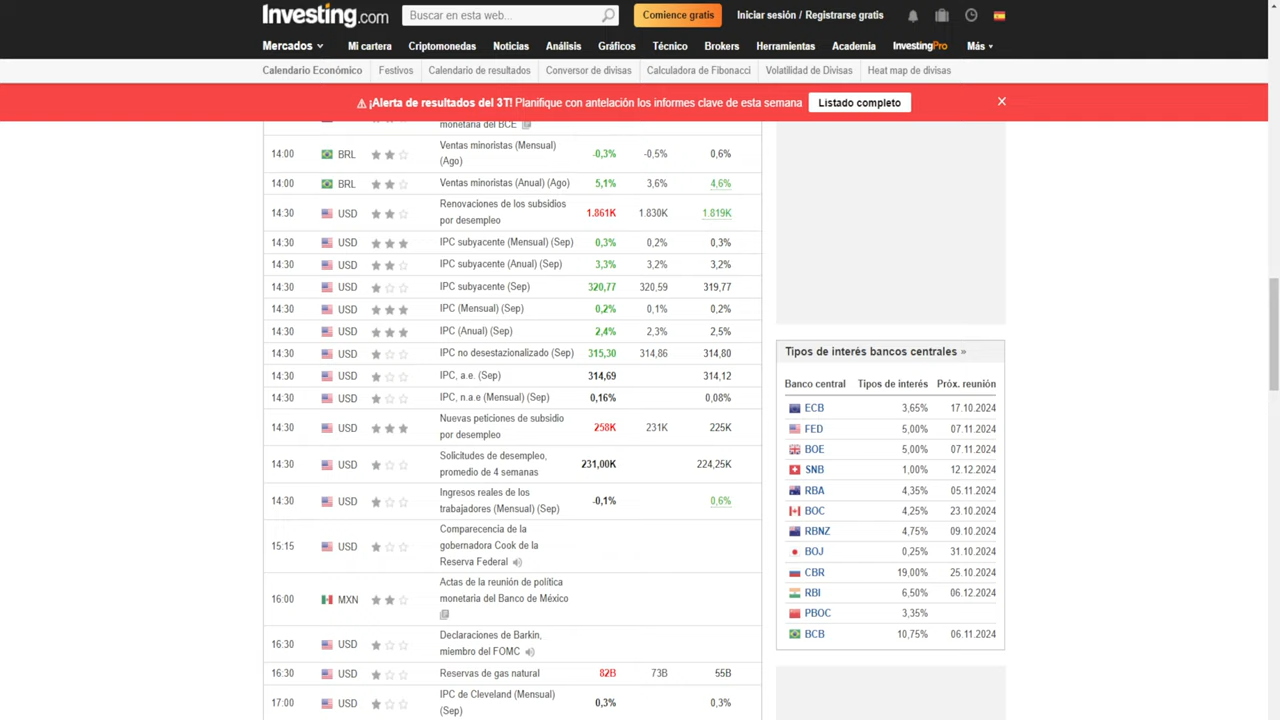 Investing.com
Buscar en esta web...
Comience gratis
Iniciar sesión / Registrarse gratis
Mercados Mi cartera Criptomonedas Noticias Análisis Gráficos Técnico Brokers Herramientas Academia InvestingPro Más
Calendario Económico Festivos Calendario de resultados Conversor de divisas Calculadora de Fibonacci Volatilidad de Divisas Heat map de divisas
¡Alerta de resultados del 3T! Planifique con antelación los informes clave de esta semana Listado completo
monetaria del BCE
14:00 BRL Ventas minoristas (Mensual) -0,3% -0,5% 0,6%
(Ago)
14:00 BRL Ventas minoristas (Anual) (Ago) 5,1% 3,6% 4,6%
14:30 USD Renovaciones de los subsidios 1.861K 1.830K 1.819K
por desempleo
14:30 USD IPC subyacente (Mensual) (Sep) 0,3% 0,2% 0,3%
14:30 USD IPC subyacente (Anual) (Sep) 3,3% 3,2% 3,2%
14:30 USD IPC subyacente (Sep) 320,77 320,59 319,77
14:30 USD IPC (Mensual) (Sep) 0,2% 0,1% 0,2%
14:30 USD IPC (Anual) (Sep) 2,4% 2,3% 2,5%
14:30 USD IPC no desestazionalizado (Sep) 315,30 314,86 314,80
14:30 USD IPC, a.e. (Sep) 314,69 314,12
14:30 USD IPC, n.a.e (Mensual) (Sep) 0,16% 0,08%
14:30 USD Nuevas peticiones de subsidio 258K 231K 225K
por desempleo
14:30 USD Solicitudes de desempleo, 231,00K 224,25K
promedio de 4 semanas
14:30 USD Ingresos reales de los -0,1% 0,6%
trabajadores (Mensual) (Sep)
15:15 USD Comparecencia de la
gobernadora Cook de la
Reserva Federal
16:00 MXN Actas de la reunión de política
monetaria del Banco de México
16:30 USD Declaraciones de Barkin,
miembro del FOMC
16:30 USD Reservas de gas natural 82B 73B 55B
17:00 USD IPC de Cleveland (Mensual) 0,3% 0,3%
(Sep)
Tipos de interés bancos centrales »
Banco central Tipos de interés Próx. reunión
ECB 3,65% 17.10.2024
FED 5,00% 07.11.2024
BOE 5,00% 07.11.2024
SNB 1,00% 12.12.2024
RBA 4,35% 05.11.2024
BOC 4,25% 23.10.2024
RBNZ 4,75% 09.10.2024
BOJ 0,25% 31.10.2024
CBR 19,00% 25.10.2024
RBI 6,50% 06.12.2024
PBOC 3,35%
BCB 10,75% 06.11.2024